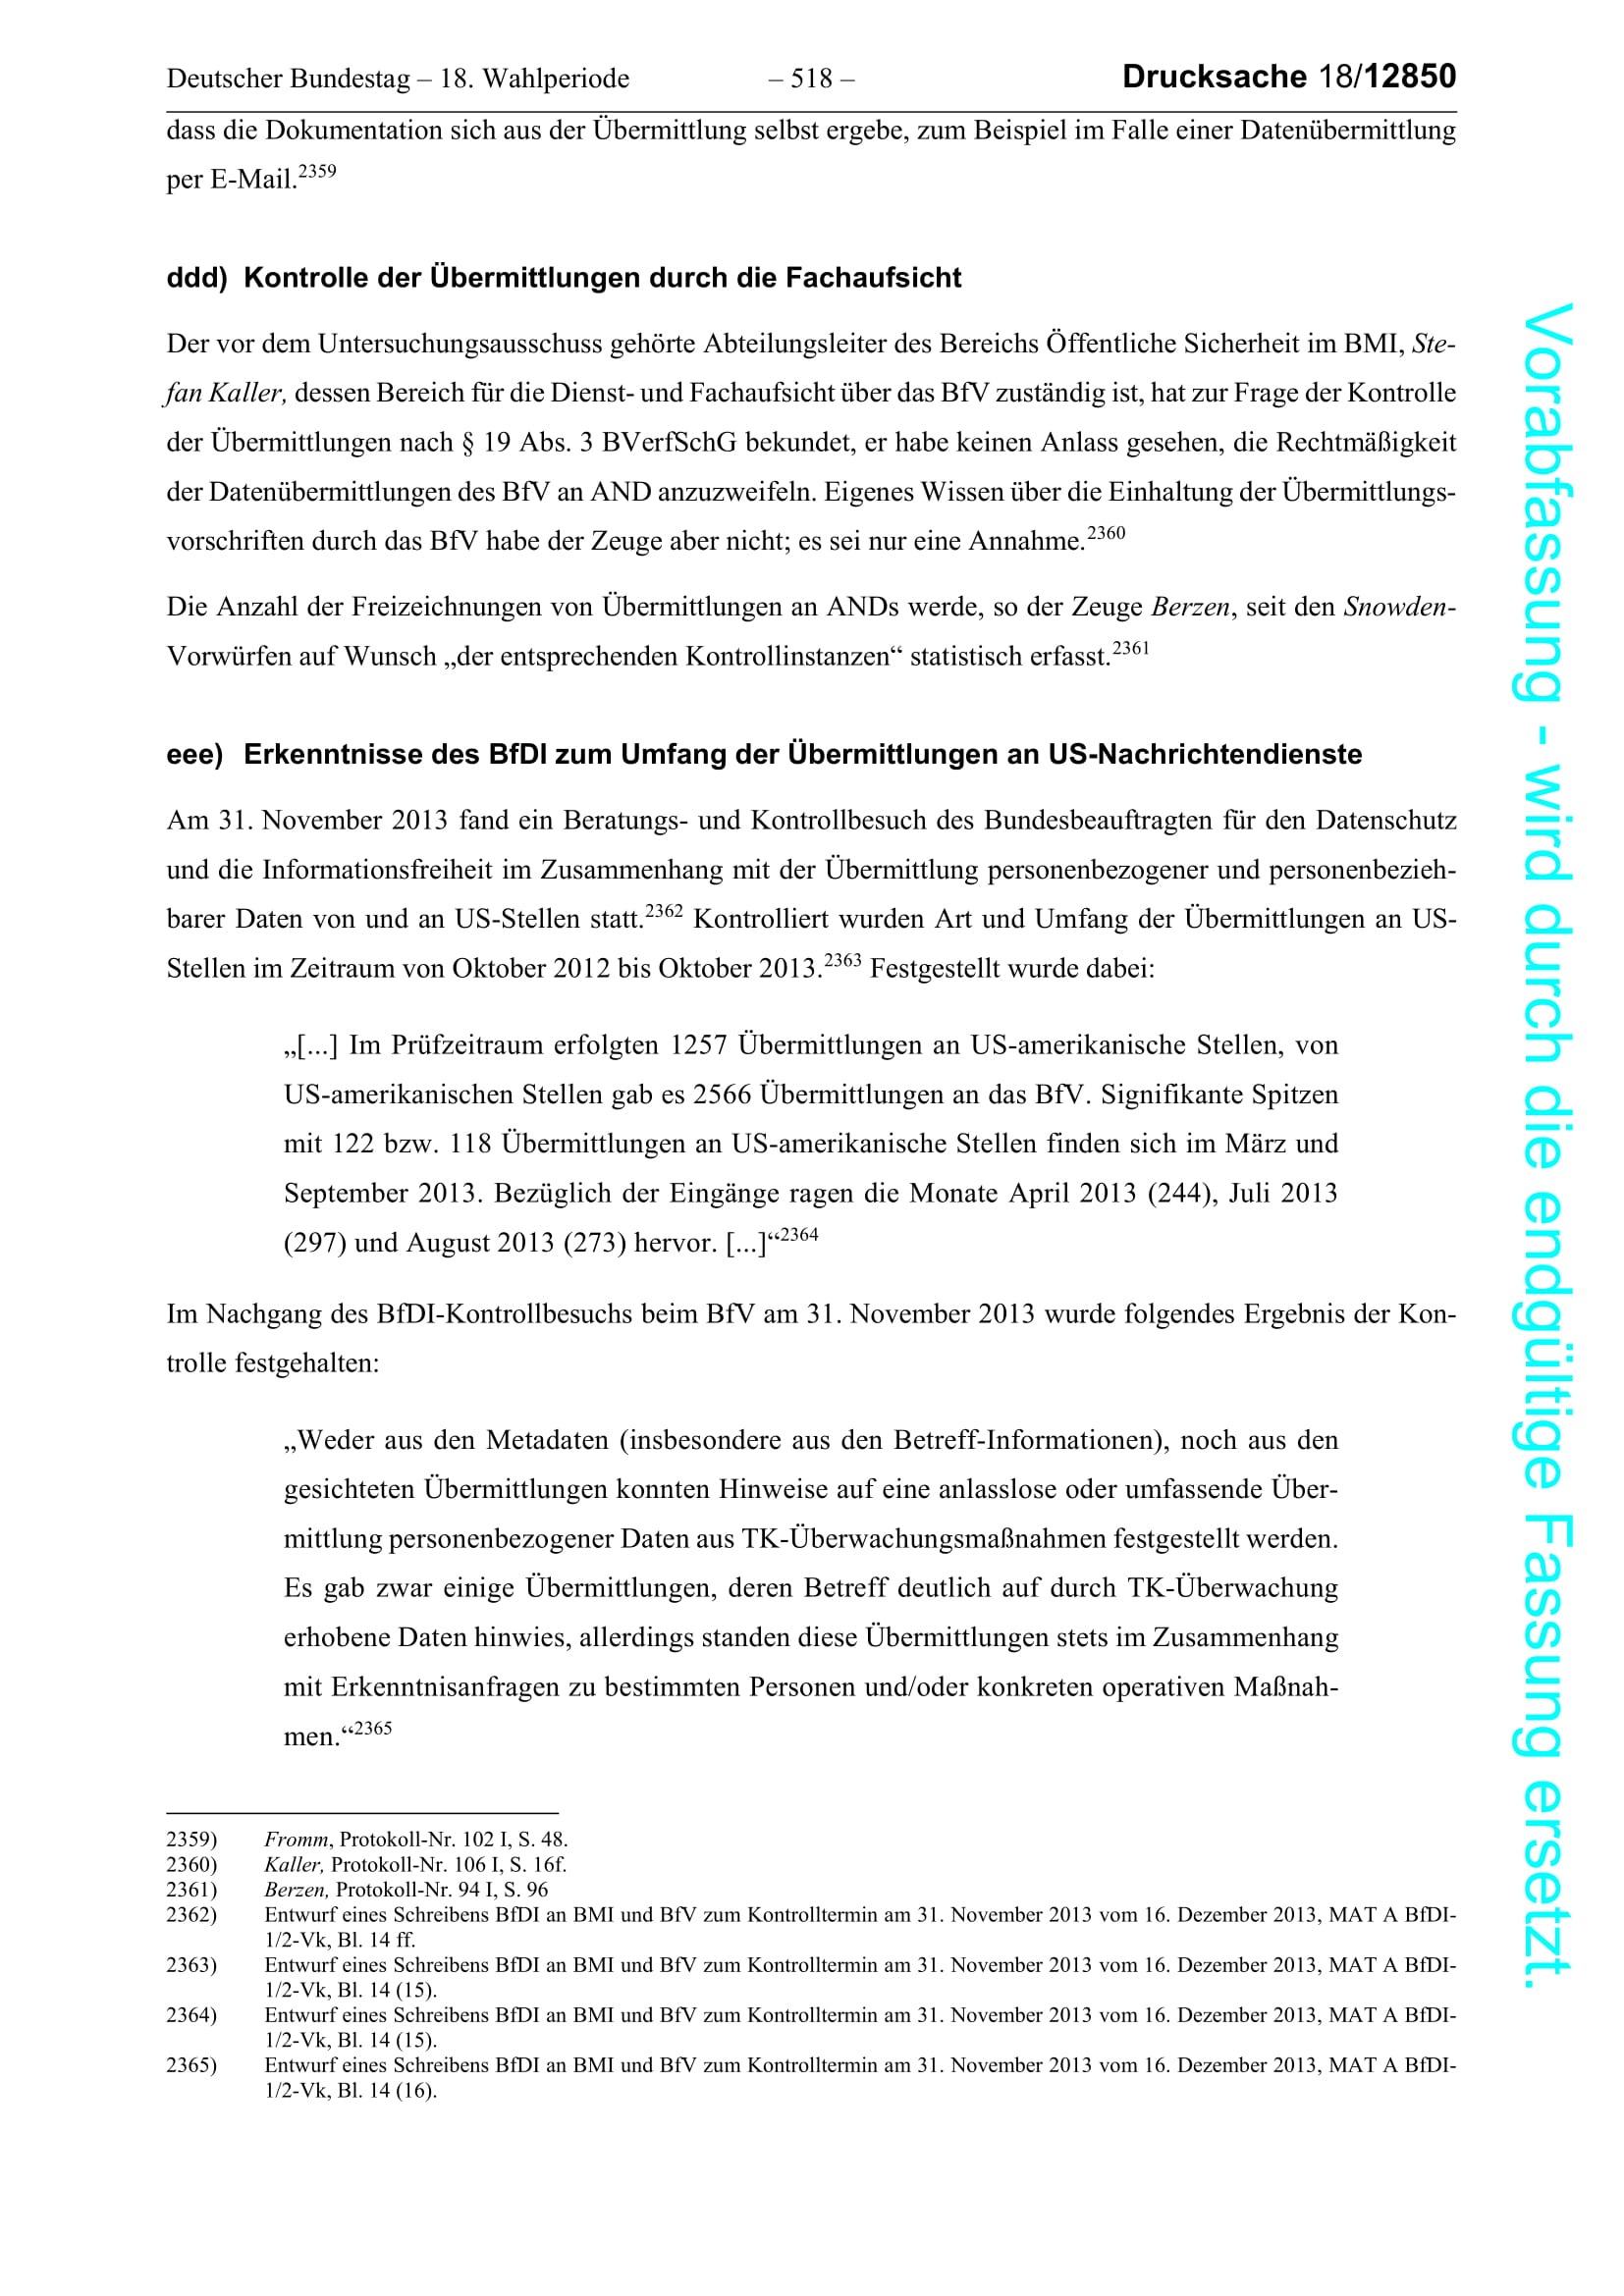 Deutscher Bundestag – 18. Wahlperiode – 518 – Drucksache 18/12850
dass die Dokumentation sich aus der Übermittlung selbst ergebe, zum Beispiel im Falle einer Datenübermittlung
per E-Mail.2359
ddd) Kontrolle der Übermittlungen durch die Fachaufsicht
Der vor dem Untersuchungsausschuss gehörte Abteilungsleiter des Bereichs Öffentliche Sicherheit im BMI, Ste-
fan Kaller, dessen Bereich für die Dienst- und Fachaufsicht über das BfV zuständig ist, hat zur Frage der Kontrolle
der Übermittlungen nach § 19 Abs. 3 BVerfSchG bekundet, er habe keinen Anlass gesehen, die Rechtmäßigkeit
der Datenübermittlungen des BfV an AND anzuzweifeln. Eigenes Wissen über die Einhaltung der Übermittlungs-
vorschriften durch das BfV habe der Zeuge aber nicht; es sei nur eine Annahme.2360
Die Anzahl der Freizeichnungen von Übermittlungen an ANDs werde, so der Zeuge Berzen, seit den Snowden-
Vorwürfen auf Wunsch „der entsprechenden Kontrollinstanzen“ statistisch erfasst.2361
eee) Erkenntnisse des BfDI zum Umfang der Übermittlungen an US-Nachrichtendienste
Am 31. November 2013 fand ein Beratungs- und Kontrollbesuch des Bundesbeauftragten für den Datenschutz
und die Informationsfreiheit im Zusammenhang mit der Übermittlung personenbezogener und personenbezieh-
barer Daten von und an US-Stellen statt.2362 Kontrolliert wurden Art und Umfang der Übermittlungen an US-
Stellen im Zeitraum von Oktober 2012 bis Oktober 2013.2363 Festgestellt wurde dabei:
„[...] Im Prüfzeitraum erfolgten 1257 Übermittlungen an US-amerikanische Stellen, von
US-amerikanischen Stellen gab es 2566 Übermittlungen an das BfV. Signifikante Spitzen
mit 122 bzw. 118 Übermittlungen an US-amerikanische Stellen finden sich im März und
September 2013. Bezüglich der Eingänge ragen die Monate April 2013 (244), Juli 2013
(297) und August 2013 (273) hervor. [...]“2364
Im Nachgang des BfDI-Kontrollbesuchs beim BfV am 31. November 2013 wurde folgendes Ergebnis der Kon-
trolle festgehalten:
„Weder aus den Metadaten (insbesondere aus den Betreff-Informationen), noch aus den
gesichteten Übermittlungen konnten Hinweise auf eine anlasslose oder umfassende Über-
mittlung personenbezogener Daten aus TK-Überwachungsmaßnahmen festgestellt werden.
Es gab zwar einige Übermittlungen, deren Betreff deutlich auf durch TK-Überwachung
erhobene Daten hinwies, allerdings standen diese Übermittlungen stets im Zusammenhang
mit Erkenntnisanfragen zu bestimmten Personen und/oder konkreten operativen Maßnah-
men.“2365
2359) Fromm, Protokoll-Nr. 102 I, S. 48.
2360) Kaller, Protokoll-Nr. 106 I, S. 16f.
2361) Berzen, Protokoll-Nr. 94 I, S. 96
2362) Entwurf eines Schreibens BfDI an BMI und BfV zum Kontrolltermin am 31. November 2013 vom 16. Dezember 2013, MAT A BfDI-
1/2-Vk, Bl. 14 ff.
2363) Entwurf eines Schreibens BfDI an BMI und BfV zum Kontrolltermin am 31. November 2013 vom 16. Dezember 2013, MAT A BfDI-
1/2-Vk, Bl. 14 (15).
2364) Entwurf eines Schreibens BfDI an BMI und BfV zum Kontrolltermin am 31. November 2013 vom 16. Dezember 2013, MAT A BfDI-
1/2-Vk, Bl. 14 (15).
2365) Entwurf eines Schreibens BfDI an BMI und BfV zum Kontrolltermin am 31. November 2013 vom 16. Dezember 2013, MAT A BfDI-
1/2-Vk, Bl. 14 (16).
Vorabfassung - wird durch die endgültige Fassung ersetzt.